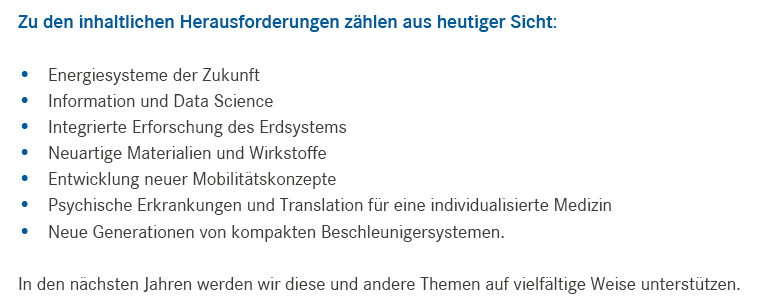 Zu den inhaltlichen Herausforderungen zählen aus heutiger Sicht:
• Energiesysteme der Zukunft
• Information und Data Science
• Integrierte Erforschung des Erdsystems
• Neuartige Materialien und Wirkstoffe
• Entwicklung neuer Mobilitätskonzepte
• Psychische Erkrankungen und Translation für eine individualisierte Medizin
• Neue Generationen von kompakten Beschleunigersystemen.
In den nächsten Jahren werden wir diese und andere Themen auf vielfältige Weise unterstützen.